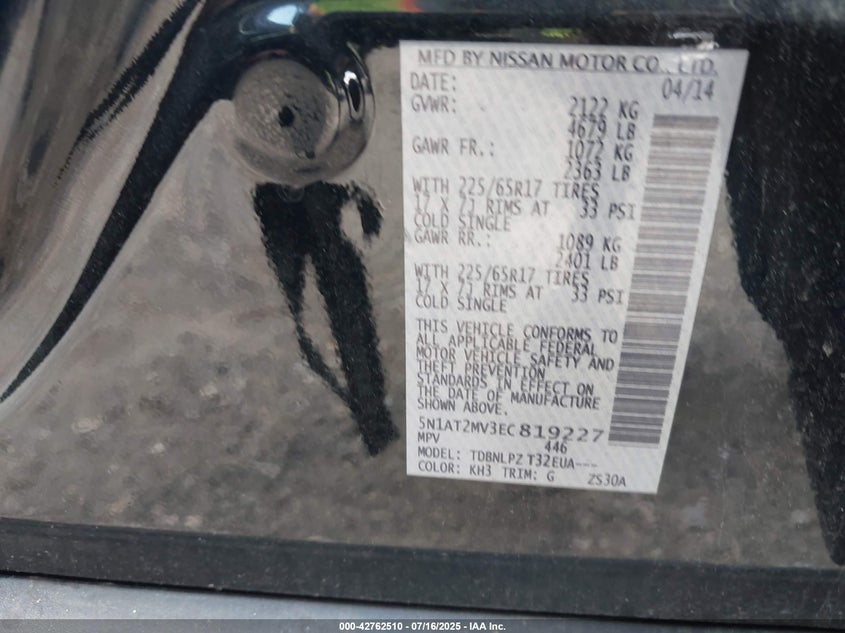 MFD BY NISSAN MOTOR CO., LTD.
DATE: 04/14
GVWR: 2122 KG
4679 LB
GAWR FR.: 1072 KG
2363 LB
WITH 225/65R17 TIRES
17 X 7J RIMS AT 33 PSI
COLD SINGLE
GAWR RR.: 1089 KG
2401 LB
WITH 225/65R17 TIRES
17 X 7J RIMS AT 33 PSI
COLD SINGLE
THIS VEHICLE CONFORMS TO
ALL APPLICABLE FEDERAL
MOTOR VEHICLE SAFETY AND
THEFT PREVENTION
STANDARDS IN EFFECT ON
THE DATE OF MANUFACTURE
SHOWN ABOVE.
5N1AT2MV3EC819227
MPV 446
MODEL: TDBNLPZ T32EUA---
COLOR: KH3 TRIM: G ZS30A
000-42762510 - 07/16/2025 - IAA Inc.